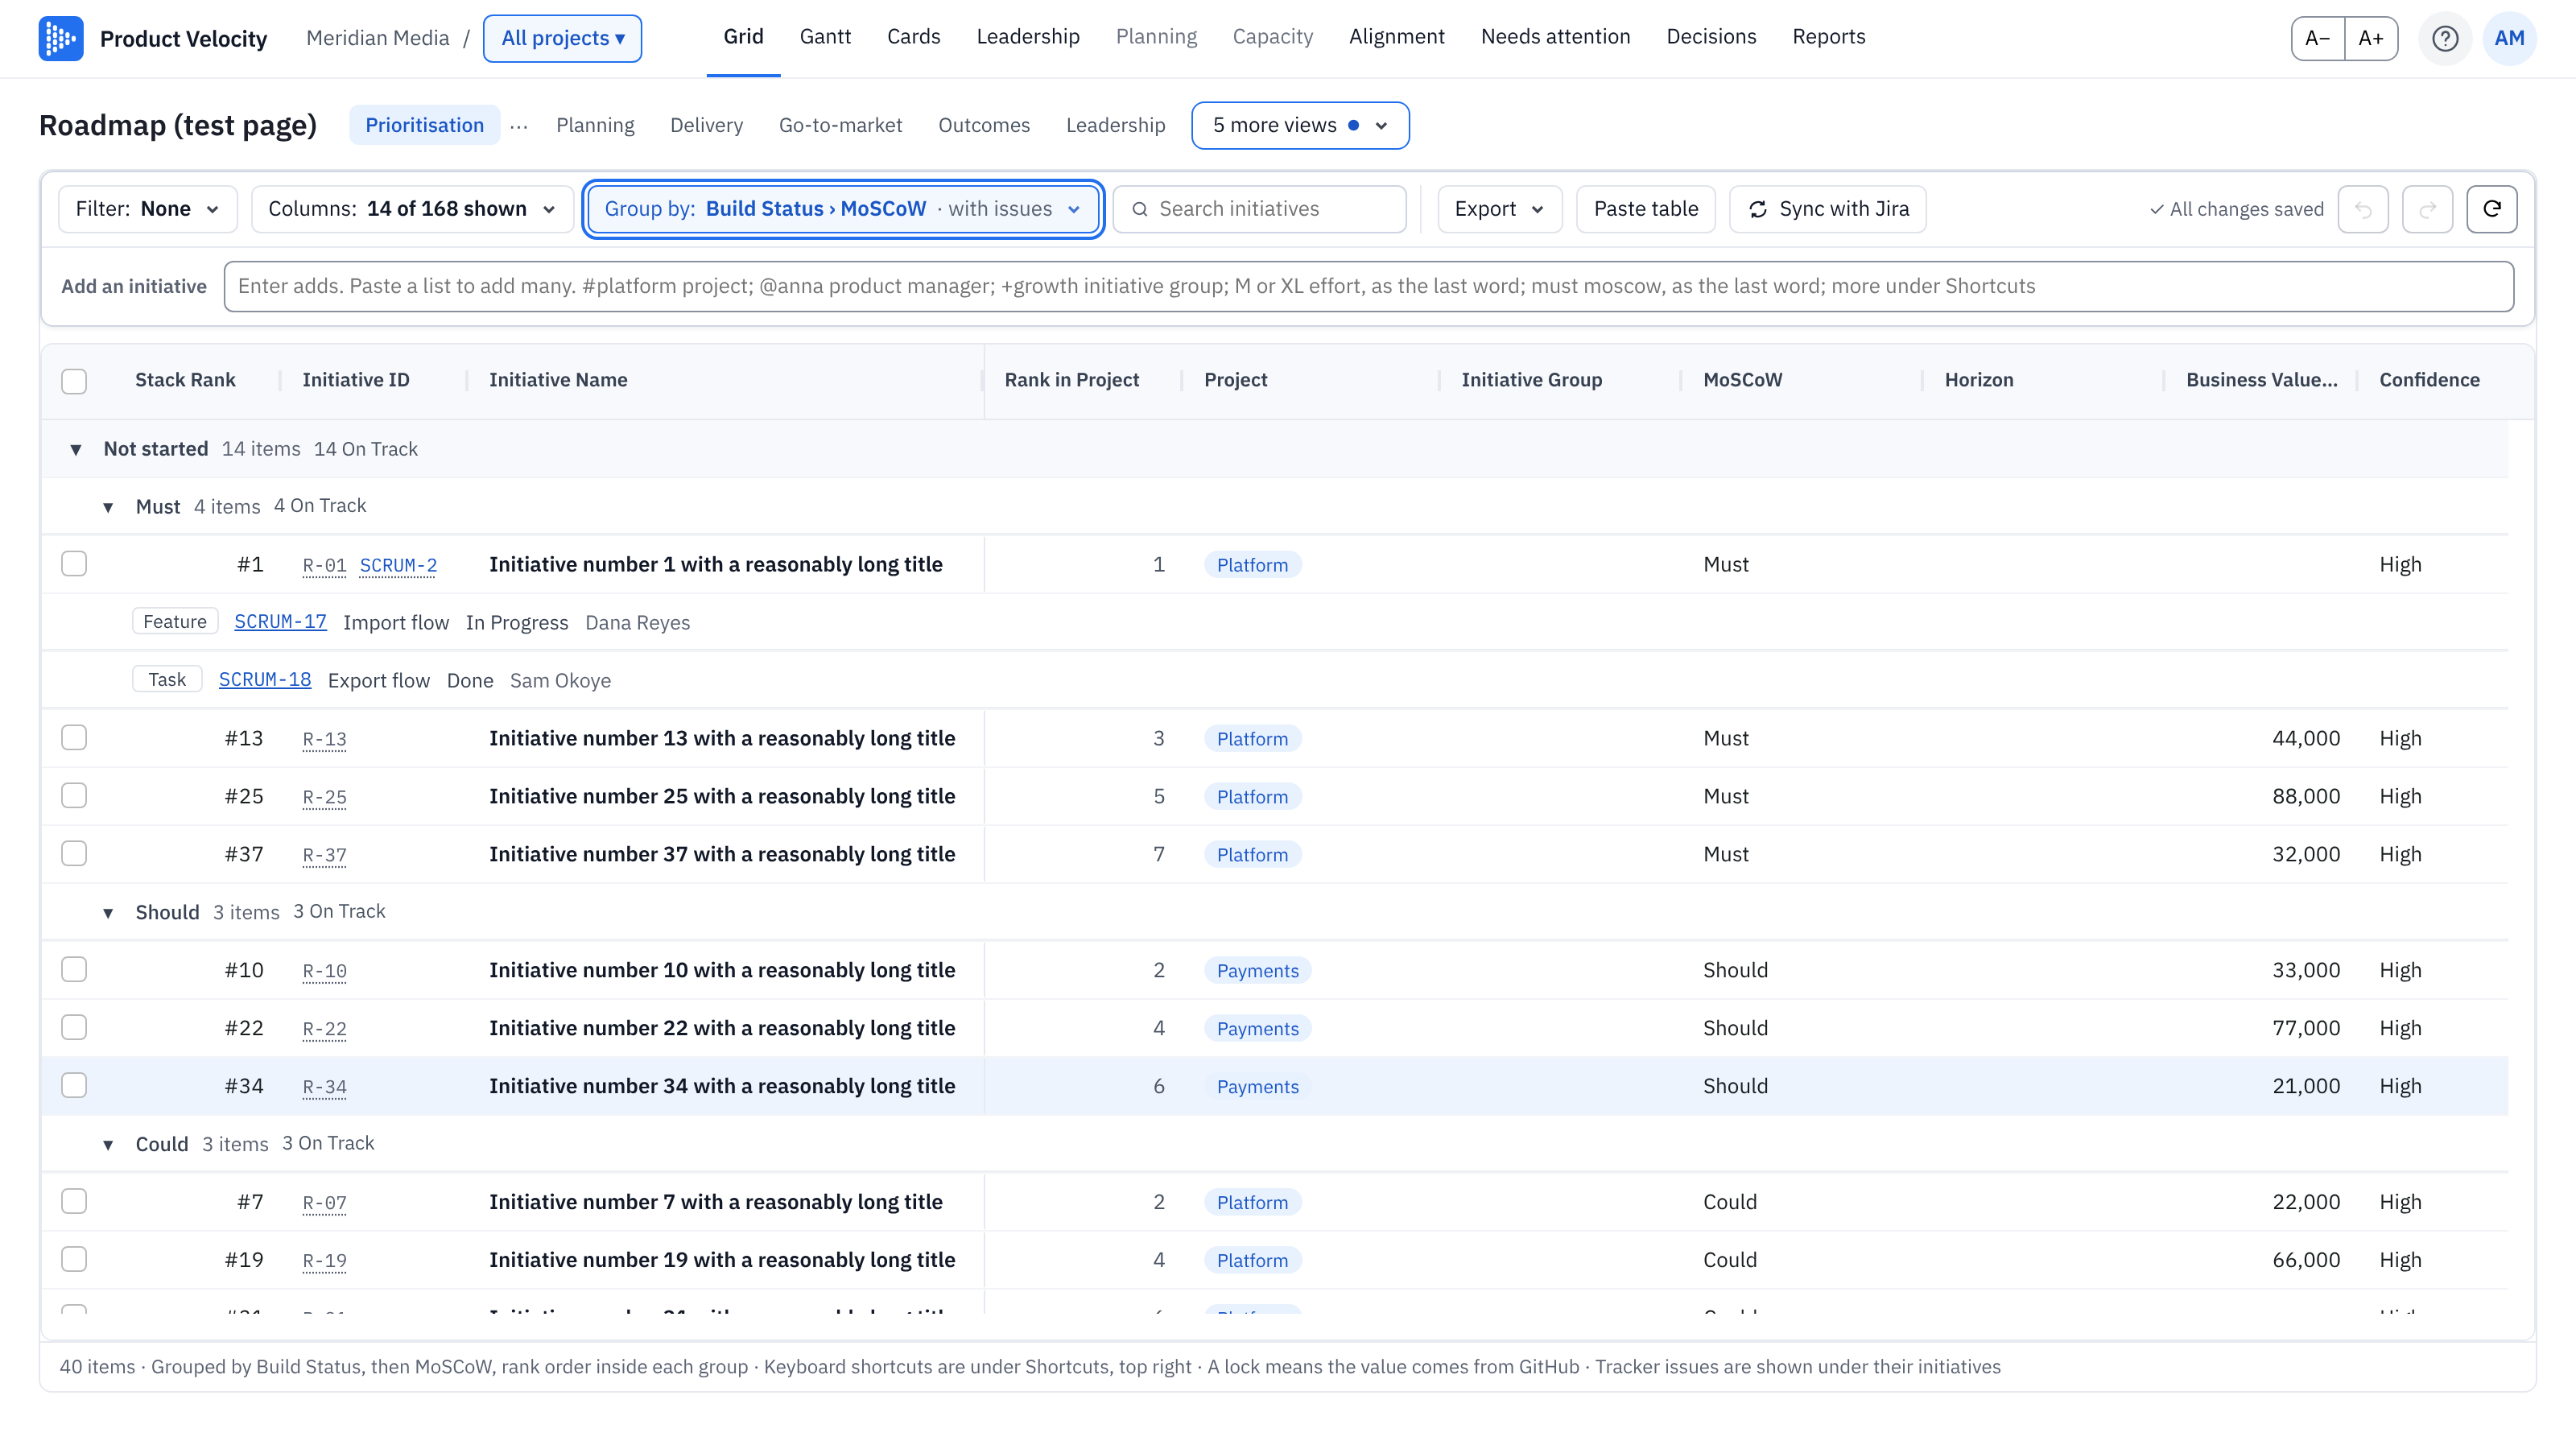 Product Velocity Meridian Media / All projects ▾ Grid Gantt Cards Leadership Planning Capacity Alignment Needs attention Decisions Reports A− A+ ? AM
Roadmap (test page) Prioritisation ⋯ Planning Delivery Go-to-market Outcomes Leadership 5 more views
Filter: None Columns: 14 of 168 shown Group by: Build Status › MoSCoW · with issues Search initiatives Export Paste table Sync with Jira ✓ All changes saved
Add an initiative Enter adds. Paste a list to add many. #platform project; @anna product manager; +growth initiative group; M or XL effort, as the last word; must moscow, as the last word; more under Shortcuts
Stack Rank Initiative ID Initiative Name Rank in Project Project Initiative Group MoSCoW Horizon Business Value... Confidence
▼ Not started 14 items 14 On Track
▼ Must 4 items 4 On Track
#1 R-01 SCRUM-2 Initiative number 1 with a reasonably long title 1 Platform Must High
Feature SCRUM-17 Import flow In Progress Dana Reyes
Task SCRUM-18 Export flow Done Sam Okoye
#13 R-13 Initiative number 13 with a reasonably long title 3 Platform Must 44,000 High
#25 R-25 Initiative number 25 with a reasonably long title 5 Platform Must 88,000 High
#37 R-37 Initiative number 37 with a reasonably long title 7 Platform Must 32,000 High
▼ Should 3 items 3 On Track
#10 R-10 Initiative number 10 with a reasonably long title 2 Payments Should 33,000 High
#22 R-22 Initiative number 22 with a reasonably long title 4 Payments Should 77,000 High
#34 R-34 Initiative number 34 with a reasonably long title 6 Payments Should 21,000 High
▼ Could 3 items 3 On Track
#7 R-07 Initiative number 7 with a reasonably long title 2 Platform Could 22,000 High
#19 R-19 Initiative number 19 with a reasonably long title 4 Platform Could 66,000 High
40 items · Grouped by Build Status, then MoSCoW, rank order inside each group · Keyboard shortcuts are under Shortcuts, top right · A lock means the value comes from GitHub · Tracker issues are shown under their initiatives